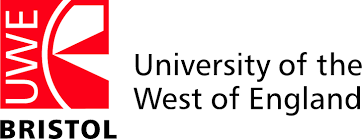 UWE
BRISTOL
University of the
West of England